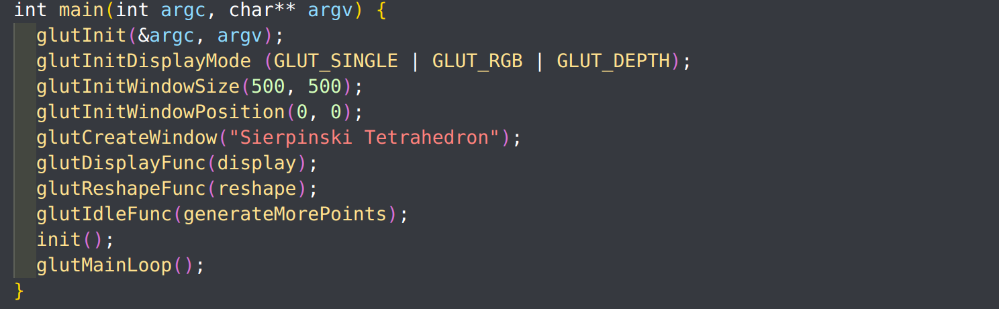 int main(int argc, char** argv) {
  glutInit(&argc, argv);
  glutInitDisplayMode (GLUT_SINGLE | GLUT_RGB | GLUT_DEPTH);
  glutInitWindowSize(500, 500);
  glutInitWindowPosition(0, 0);
  glutCreateWindow("Sierpinski Tetrahedron");
  glutDisplayFunc(display);
  glutReshapeFunc(reshape);
  glutIdleFunc(generateMorePoints);
  init();
  glutMainLoop();
}